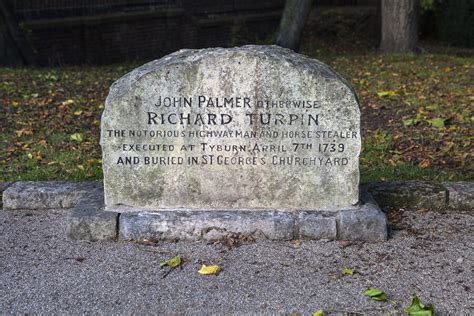 JOHN PALMER OTHERWISE
RICHARD TURPIN
THE NOTORIOUS HIGHWAYMAN AND HORSE STEALER
EXECUTED AT TYBURN·APRIL 7TH 1739
AND BURIED IN ST GEORGE'S CHURCHYARD